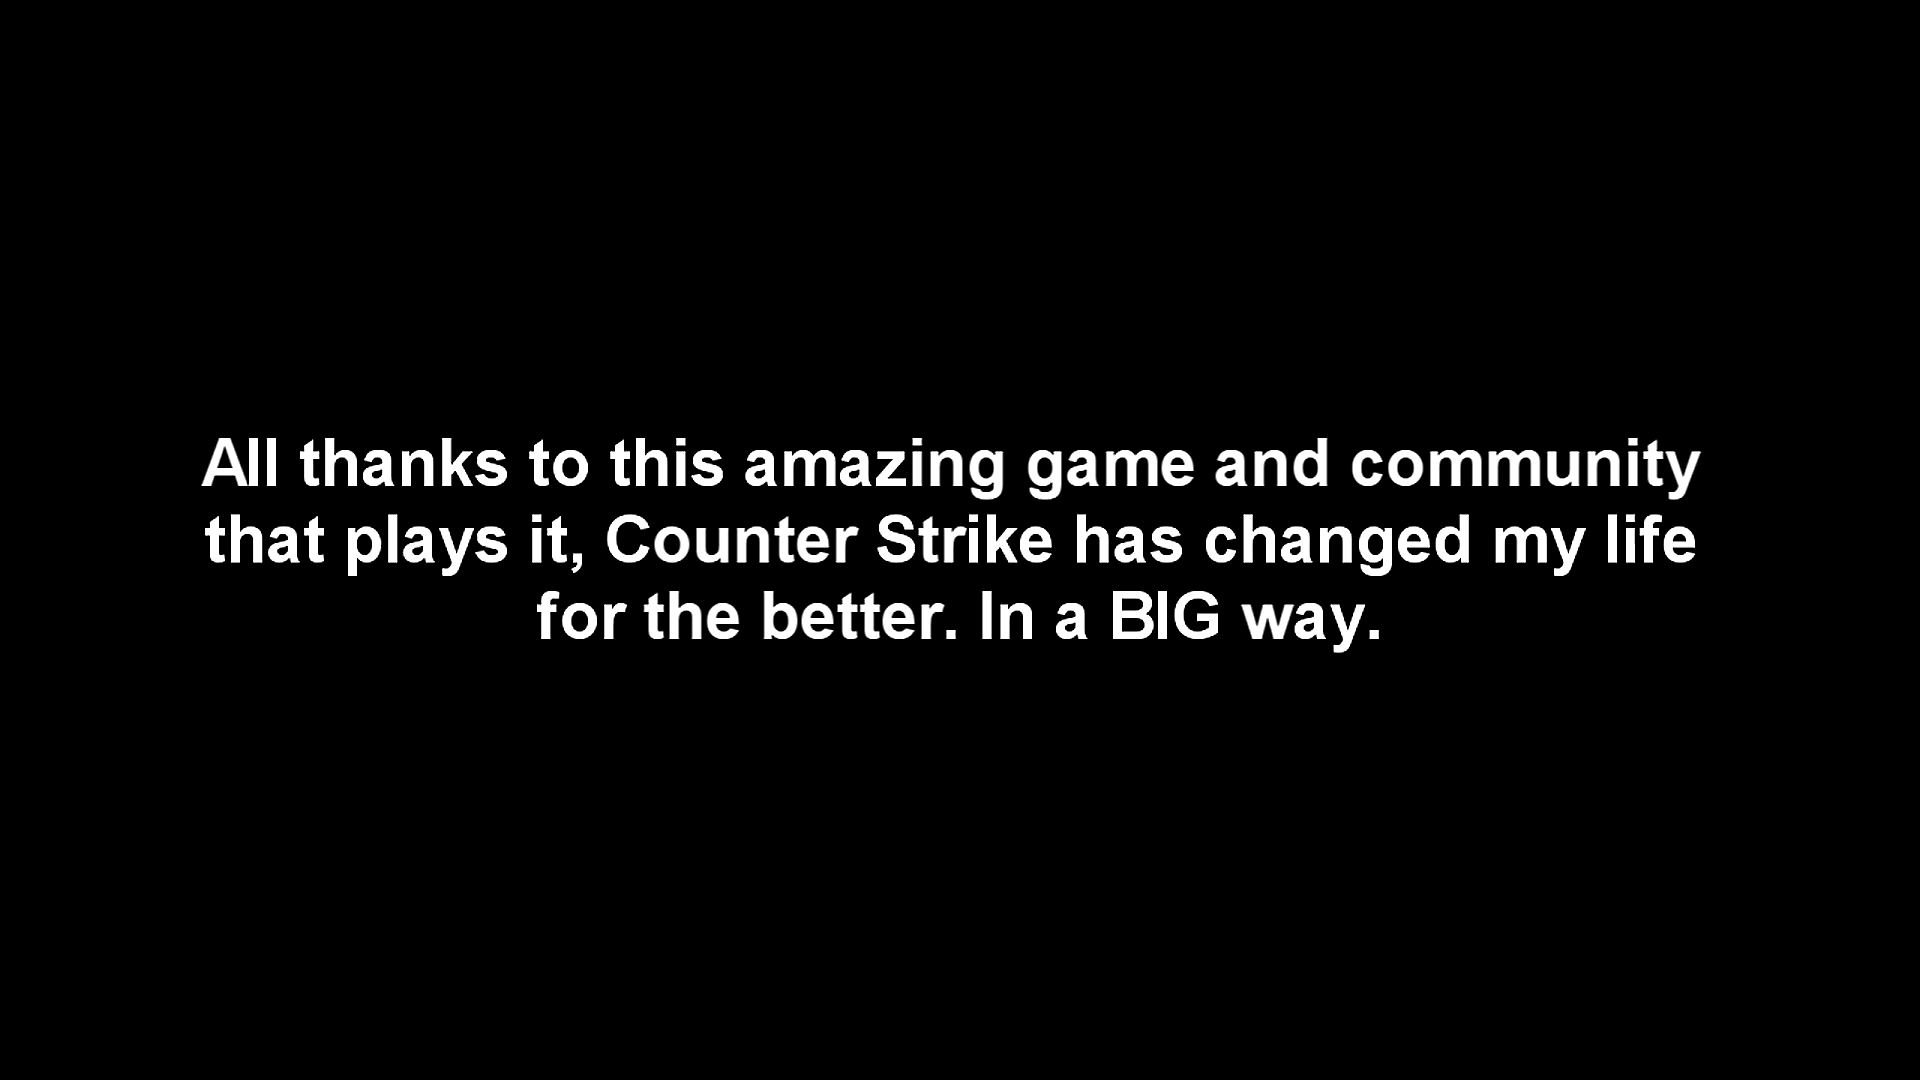 All thanks to this amazing game and community
that plays it, Counter Strike has changed my life
for the better. In a BIG way.